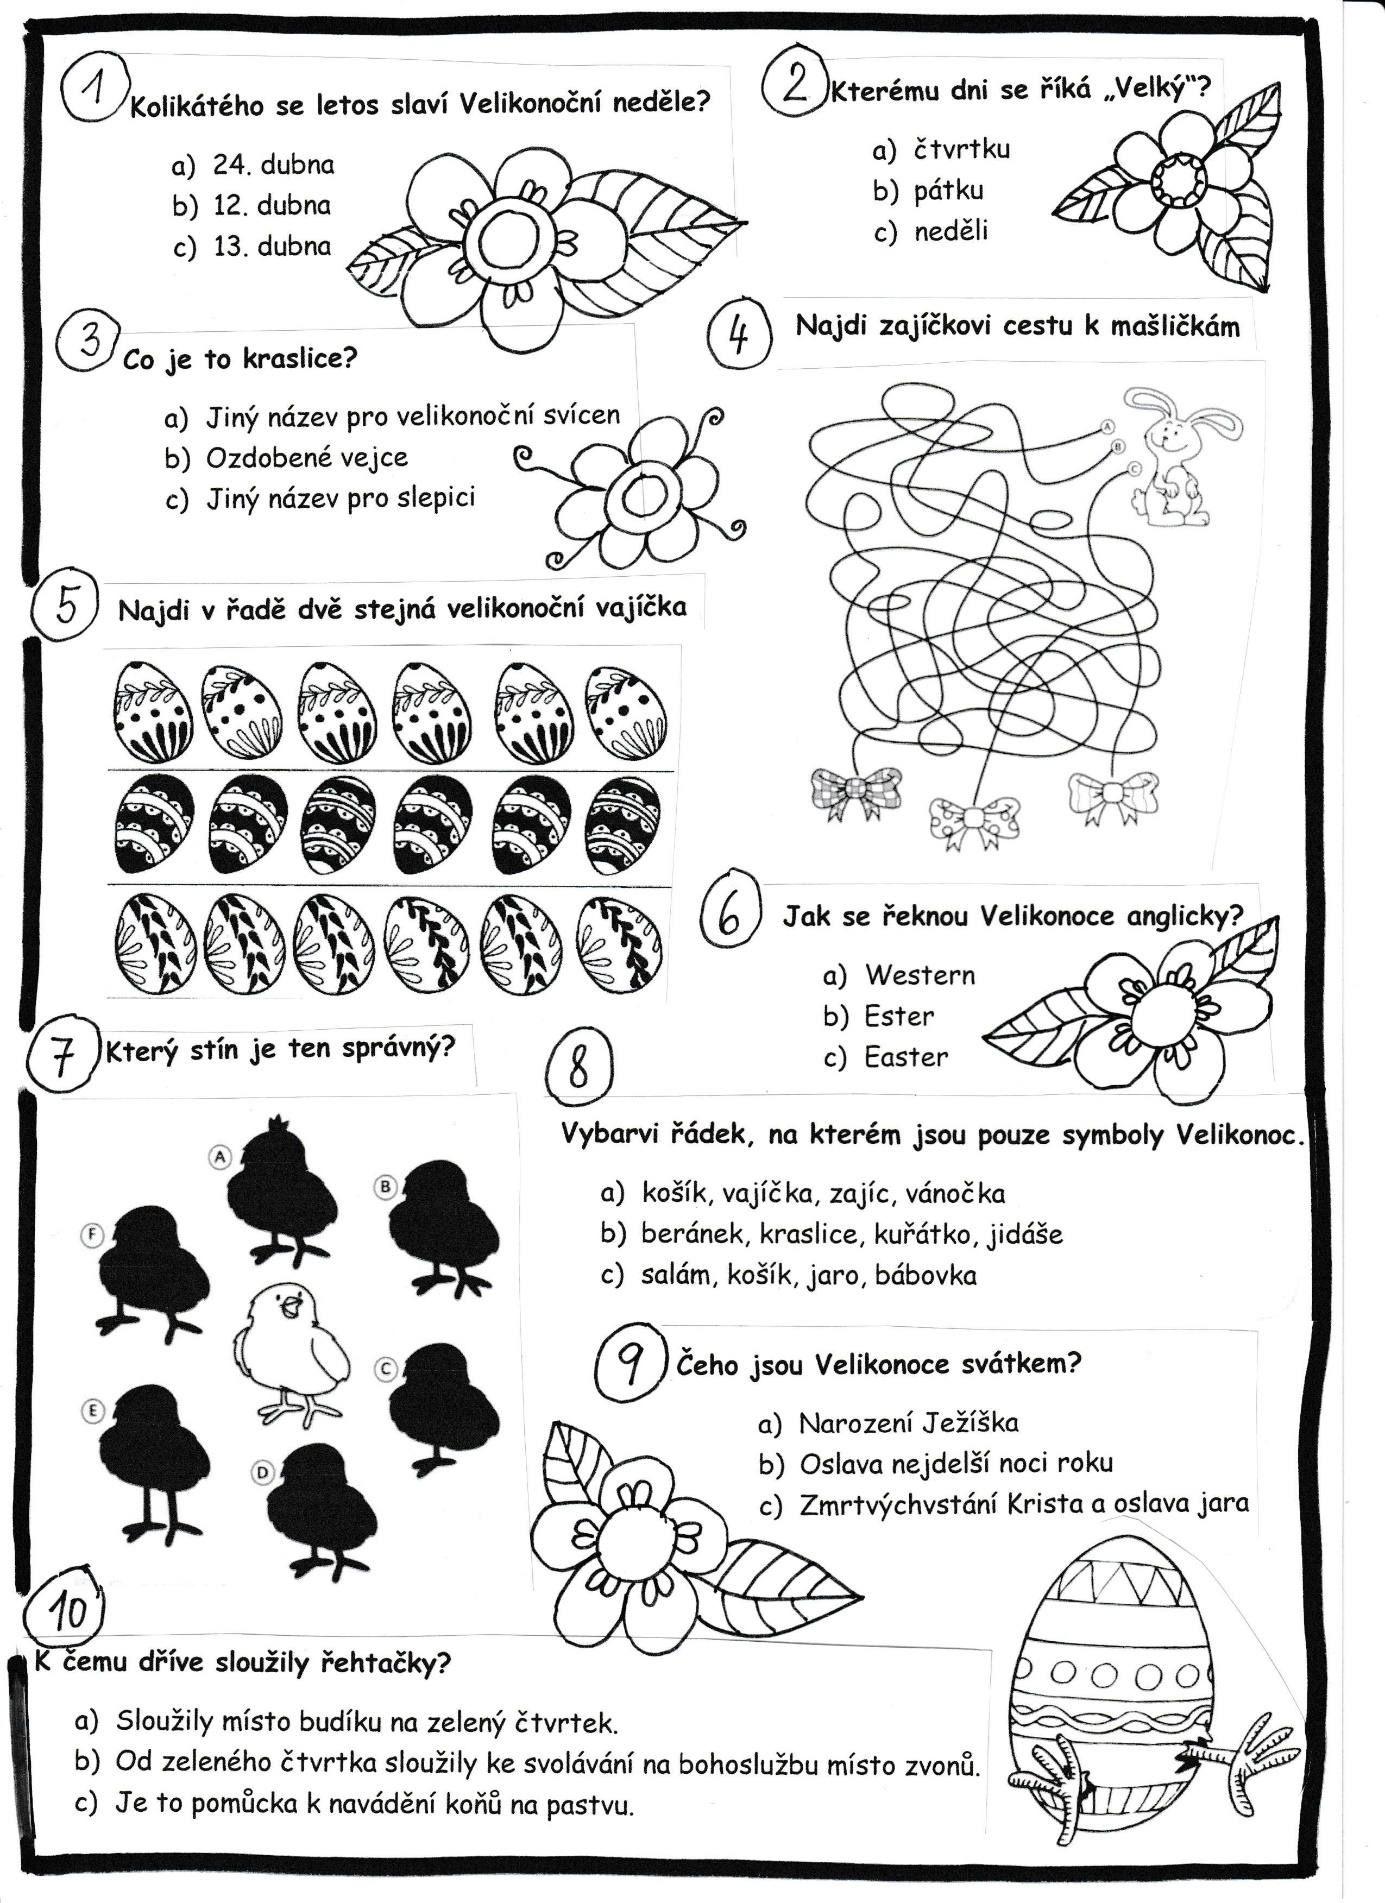 1
Kolikátého se letos slaví Velikonoční neděle?
a) 24. dubna
b) 12. dubna
c) 13. dubna
2
Kterému dni se říká „Velký"?
a) čtvrtku
b) pátku
c) neděli
3
Co je to kraslice?
a) Jiný název pro velikonoční svícen
b) Ozdobené vejce
c) Jiný název pro slepici
4
Najdi zajíčkovi cestu k mašličkám
A
B
C
5
Najdi v řadě dvě stejná velikonoční vajíčka
6
Jak se řeknou Velikonoce anglicky?
a) Western
b) Ester
c) Easter
7
Který stín je ten správný?
A
B
F
C
E
D
8
Vybarvi řádek, na kterém jsou pouze symboly Velikonoc.
a) košík, vajíčka, zajíc, vánočka
b) beránek, kraslice, kuřátko, jidáše
c) salám, košík, jaro, bábovka
9
Čeho jsou Velikonoce svátkem?
a) Narození Ježíška
b) Oslava nejdelší noci roku
c) Zmrtvýchvstání Krista a oslava jara
10
K čemu dříve sloužily řehtačky?
a) Sloužily místo budíku na zelený čtvrtek.
b) Od zeleného čtvrtka sloužily ke svolávání na bohoslužbu místo zvonů.
c) Je to pomůcka k navádění koňů na pastvu.